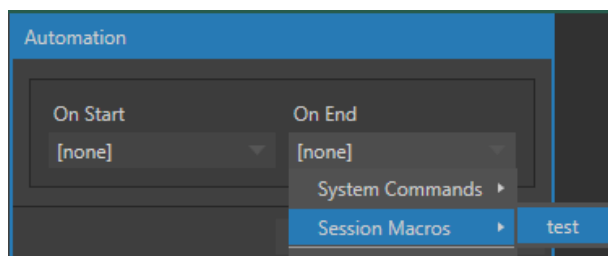 Automation
On Start
On End
[none]
[none]
System Commands
Session Macros
test